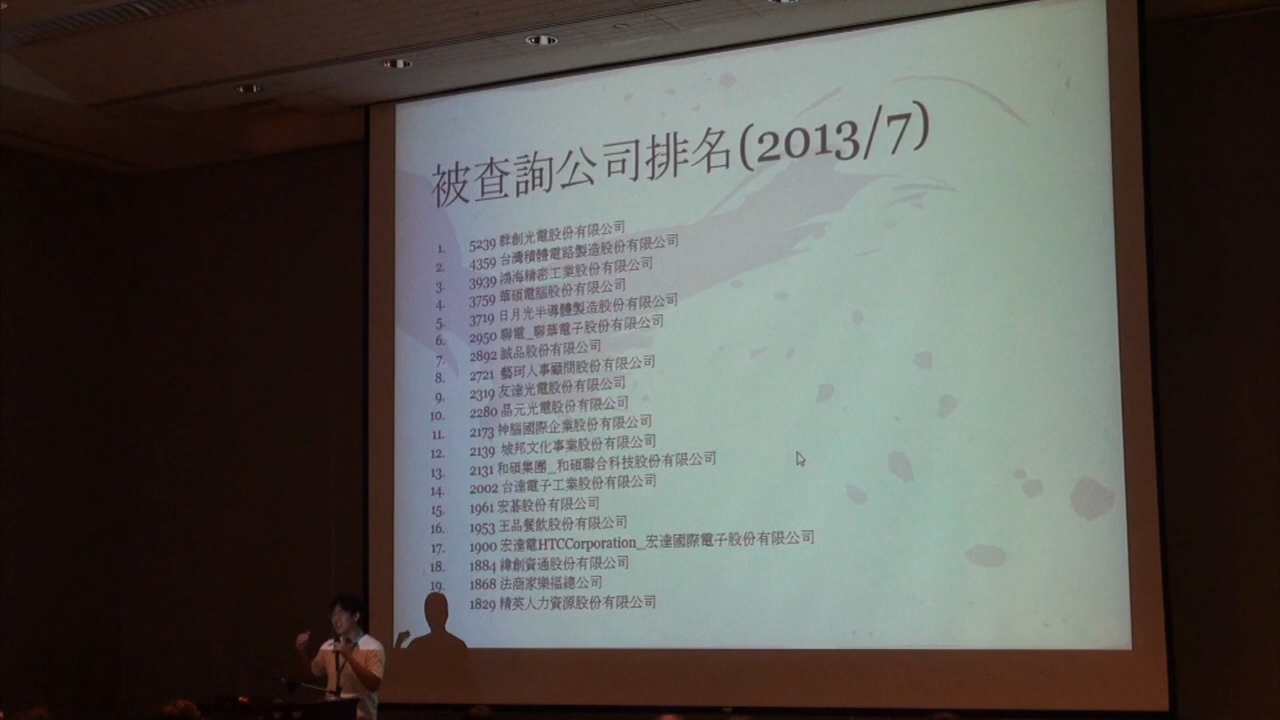 被查詢公司排名(2013/7)
1. 5239 群創光電股份有限公司
2. 4359 台灣積體電路製造股份有限公司
3. 3939 鴻海精密工業股份有限公司
4. 3759 華碩電腦股份有限公司
5. 3719 日月光半導體製造股份有限公司
6. 2950 聯電_聯華電子股份有限公司
7. 2892 誠品股份有限公司
8. 2721 藝珂人事顧問股份有限公司
9. 2319 友達光電股份有限公司
10. 2280 晶元光電股份有限公司
11. 2173 神腦國際企業股份有限公司
12. 2139 城邦文化事業股份有限公司
13. 2131 和碩集團_和碩聯合科技股份有限公司
14. 2002 台達電子工業股份有限公司
15. 1961 宏碁股份有限公司
16. 1953 王品餐飲股份有限公司
17. 1900 宏達電HTCCorporation_宏達國際電子股份有限公司
18. 1884 緯創資通股份有限公司
19. 1868 法商家樂福總公司
1829 精英人力資源股份有限公司